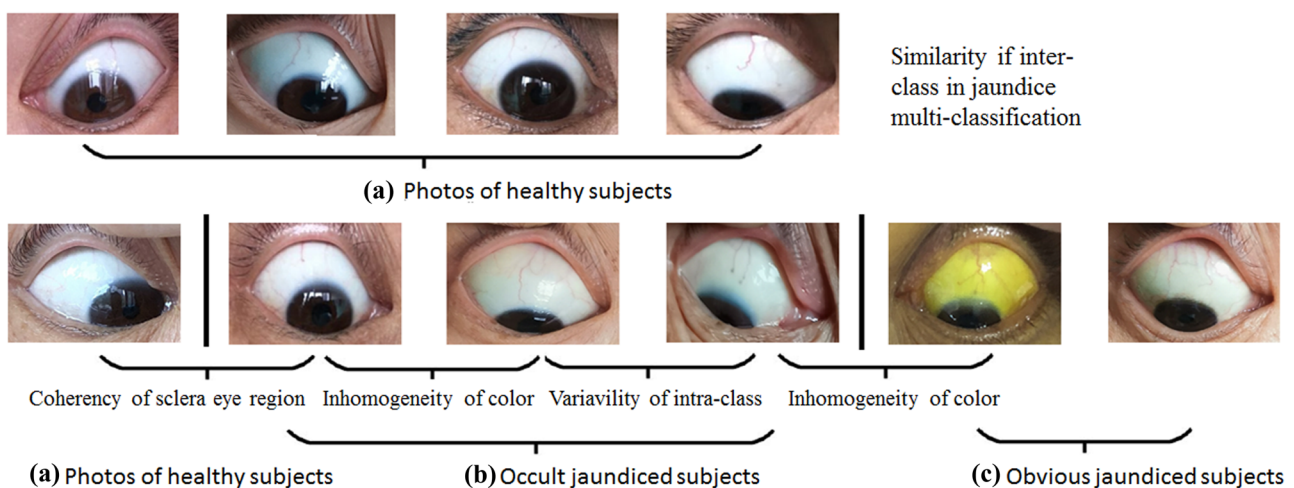 Similarity if inter-
class in jaundice
multi-classification
(a) Photos of healthy subjects
Coherency of sclera eye region
Inhomogeneity of color
Variavility of intra-class
Inhomogeneity of color
(a) Photos of healthy subjects
(b) Occult jaundiced subjects
(c) Obvious jaundiced subjects